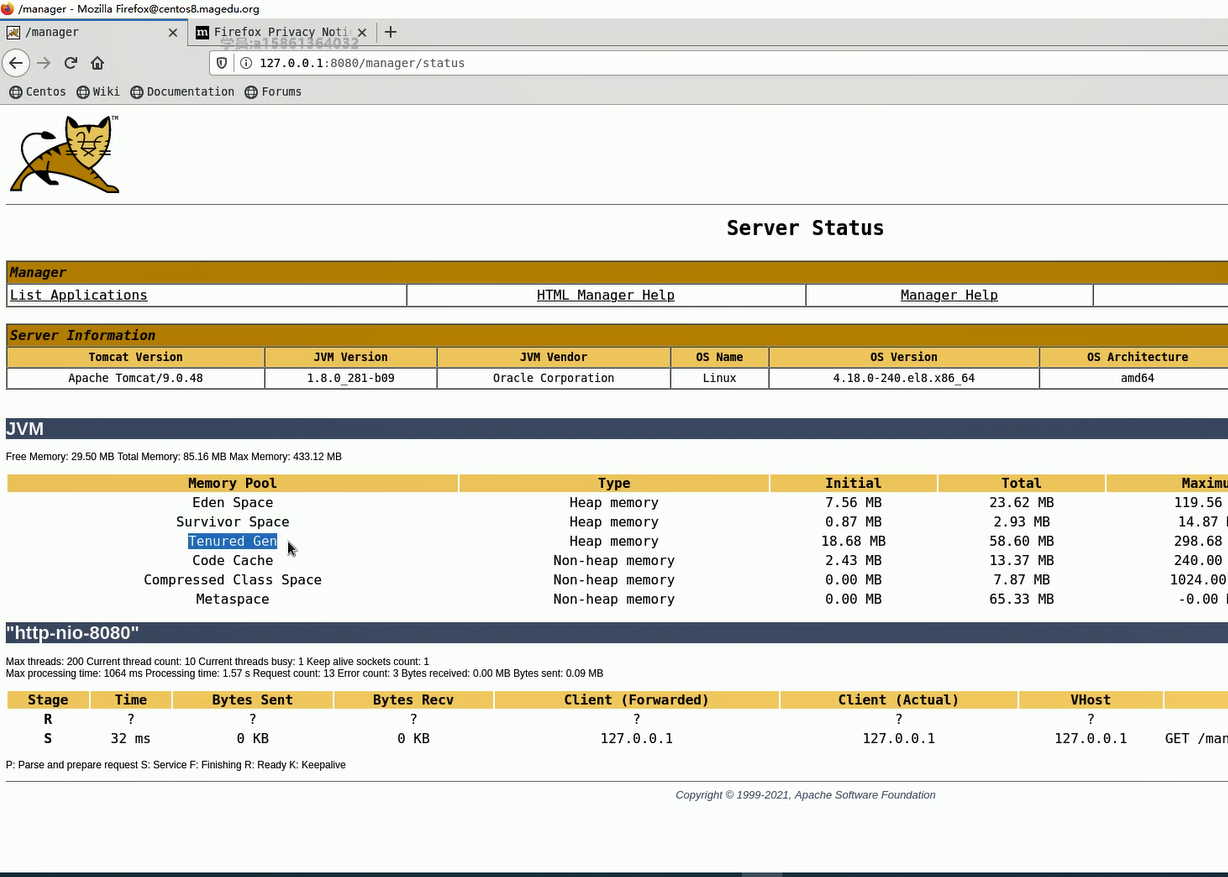 /manager - Mozilla Firefox@centos8.magedu.org
/manager Firefox Privacy Notic
学员:a15861364032
127.0.0.1:8080/manager/status
Centos Wiki Documentation Forums
TM
Server Status
Manager
List Applications HTML Manager Help Manager Help
Server Information
Tomcat Version JVM Version JVM Vendor OS Name OS Version OS Architecture
Apache Tomcat/9.0.48 1.8.0_281-b09 Oracle Corporation Linux 4.18.0-240.el8.x86_64 amd64
JVM
Free Memory: 29.50 MB Total Memory: 85.16 MB Max Memory: 433.12 MB
Memory Pool Type Initial Total Maximu
Eden Space Heap memory 7.56 MB 23.62 MB 119.56
Survivor Space Heap memory 0.87 MB 2.93 MB 14.87
Tenured Gen Heap memory 18.68 MB 58.60 MB 298.68
Code Cache Non-heap memory 2.43 MB 13.37 MB 240.00
Compressed Class Space Non-heap memory 0.00 MB 7.87 MB 1024.00
Metaspace Non-heap memory 0.00 MB 65.33 MB -0.00
"http-nio-8080"
Max threads: 200 Current thread count: 10 Current threads busy: 1 Keep alive sockets count: 1
Max processing time: 1064 ms Processing time: 1.57 s Request count: 13 Error count: 3 Bytes received: 0.00 MB Bytes sent: 0.09 MB
Stage Time Bytes Sent Bytes Recv Client (Forwarded) Client (Actual) VHost
R ? ? ? ? ? ?
S 32 ms 0 KB 0 KB 127.0.0.1 127.0.0.1 127.0.0.1 GET /man
P: Parse and prepare request S: Service F: Finishing R: Ready K: Keepalive
Copyright © 1999-2021, Apache Software Foundation